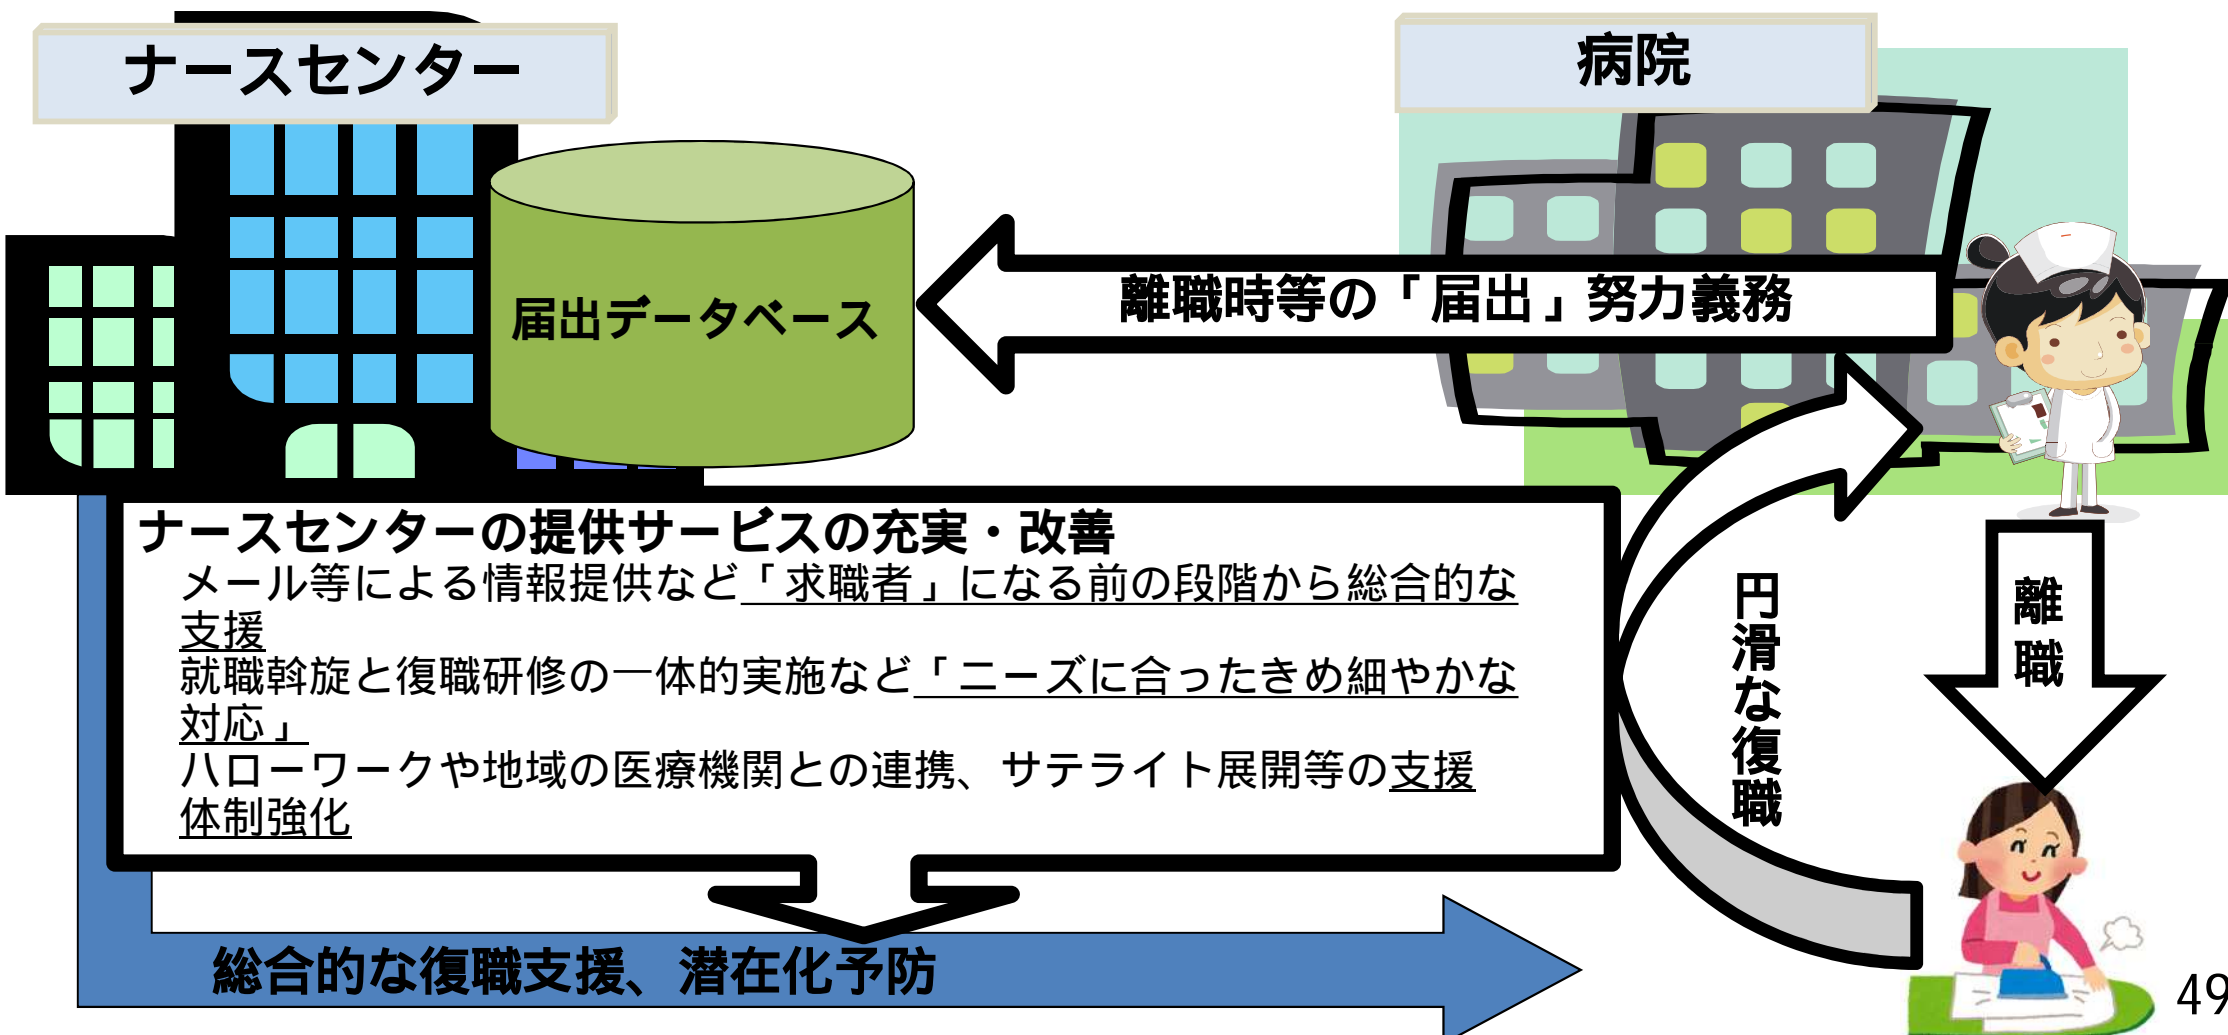 ナースセンター
病院
届出データベース
離職時等の「届出」努力義務
ナースセンターの提供サービスの充実・改善
メール等による情報提供など「求職者」になる前の段階から総合的な
支援
就職斡旋と復職研修の一体的実施など「ニーズに合ったきめ細やかな
対応」
ハローワークや地域の医療機関との連携、サテライト展開等の支援
体制強化
円滑な復職
離職
総合的な復職支援、潜在化予防
49